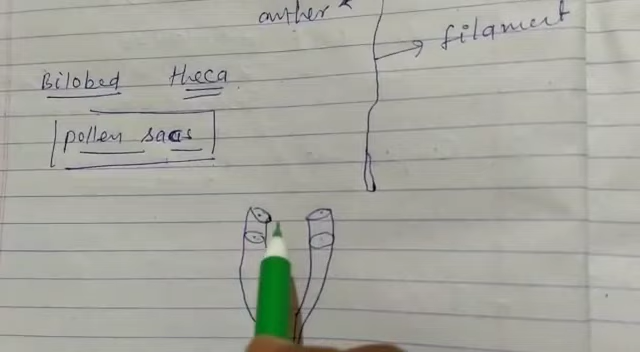 anther
filament
Bilobed theca
pollen sacs